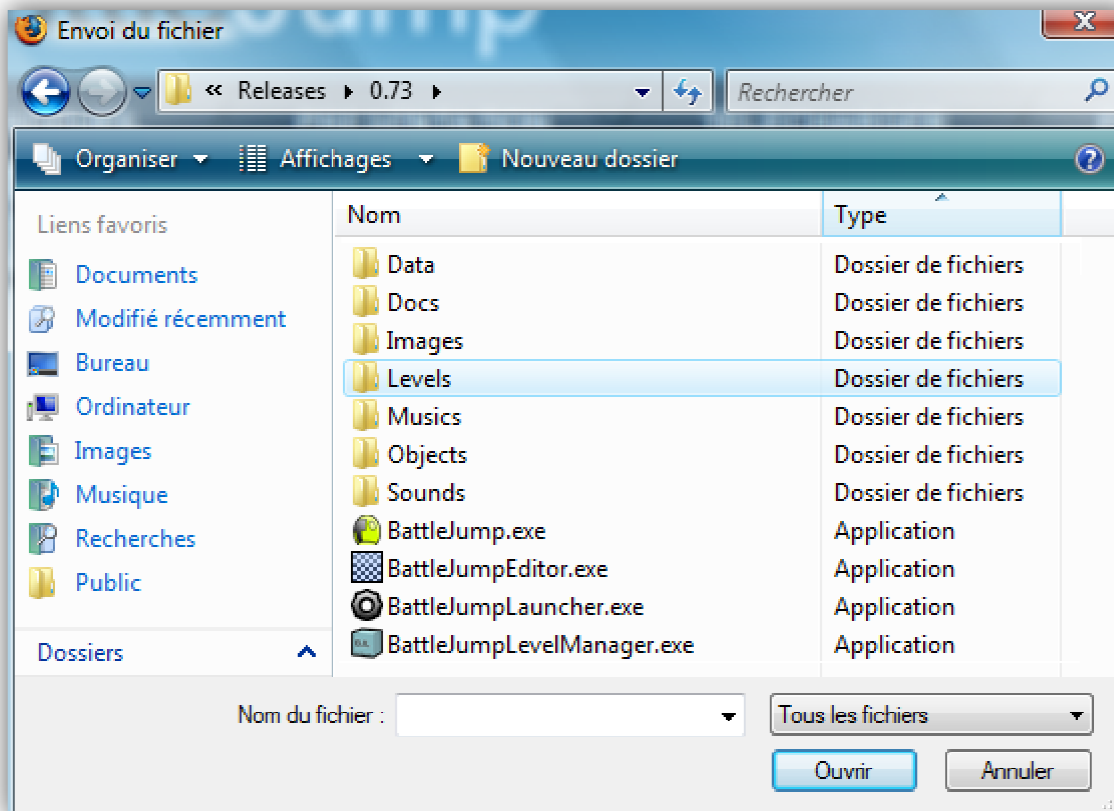 Envoi du fichier
« Releases 0.73
Rechercher
Organiser Affichages Nouveau dossier
Liens favoris
Documents
Modifié récemment
Bureau
Ordinateur
Images
Musique
Recherches
Public
Dossiers
Nom Type
Data Dossier de fichiers
Docs Dossier de fichiers
Images Dossier de fichiers
Levels Dossier de fichiers
Musics Dossier de fichiers
Objects Dossier de fichiers
Sounds Dossier de fichiers
BattleJump.exe Application
BattleJumpEditor.exe Application
BattleJumpLauncher.exe Application
BattleJumpLevelManager.exe Application
Nom du fichier :
Tous les fichiers
Ouvrir Annuler